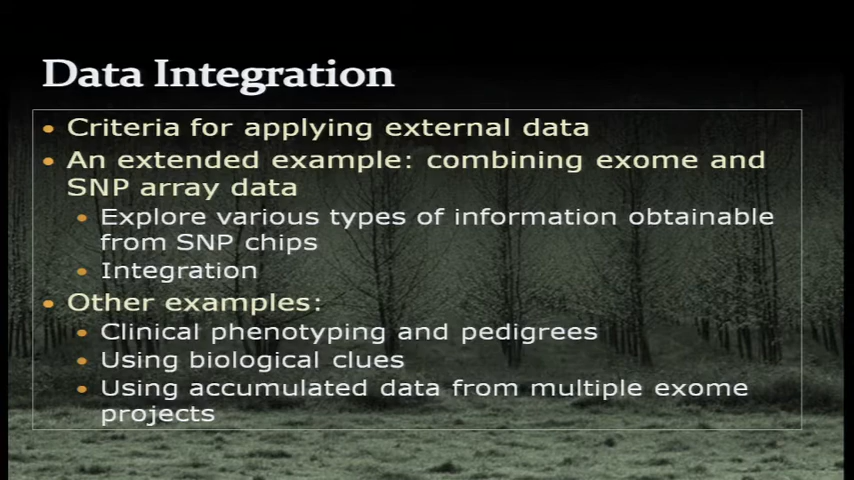 Data Integration
• Criteria for applying external data
• An extended example: combining exome and
SNP array data
• Explore various types of information obtainable
from SNP chips
• Integration
• Other examples:
• Clinical phenotyping and pedigrees
• Using biological clues
• Using accumulated data from multiple exome
projects